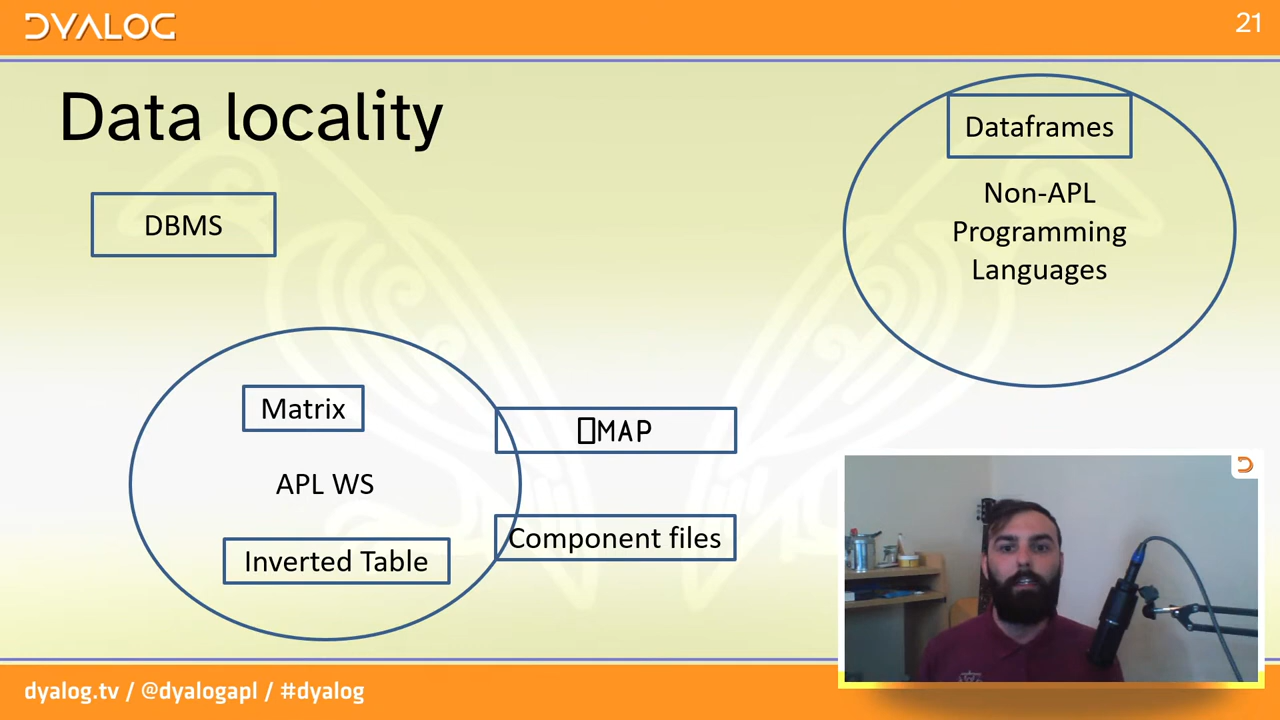 DYALOG
21
Data locality
Dataframes
Non-APL
Programming
Languages
DBMS
Matrix
⎕MAP
APL WS
Component files
Inverted Table
dyalog.tv / @dyalogapl / #dyalog